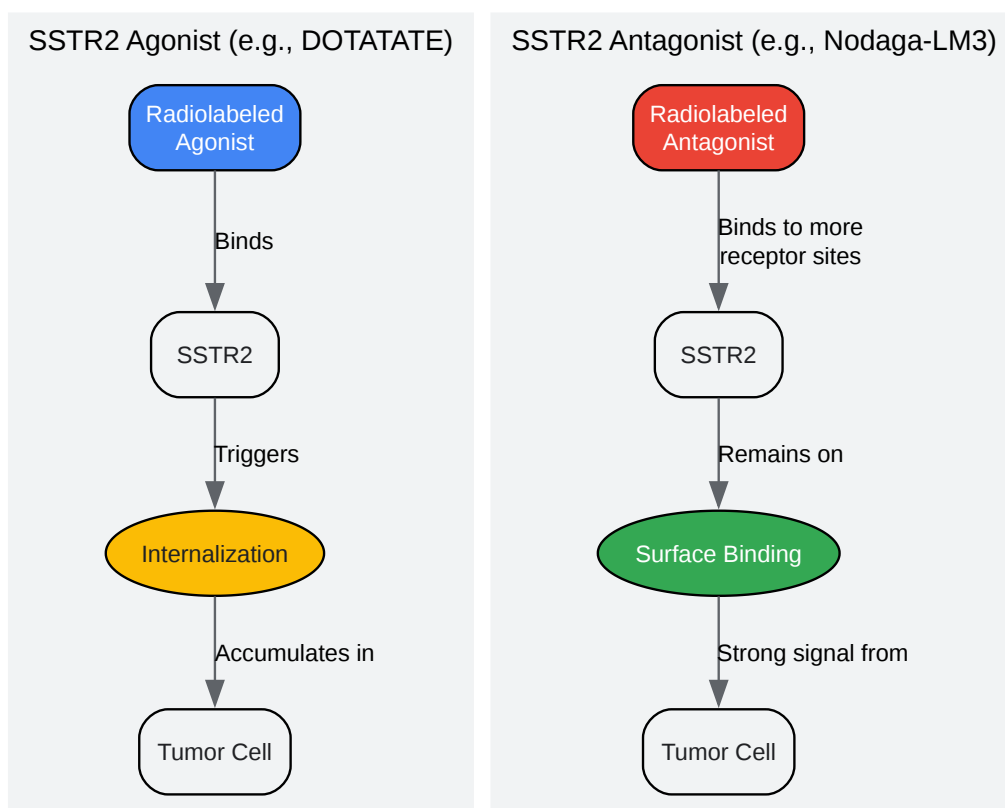 SSTR2 Agonist (e.g., DOTATATE)
Radiolabeled
Agonist
Binds
SSTR2
Triggers
Internalization
Accumulates in
Tumor Cell
SSTR2 Antagonist (e.g., Nodaga-LM3)
Radiolabeled
Antagonist
Binds to more
receptor sites
SSTR2
Remains on
Surface Binding
Strong signal from
Tumor Cell